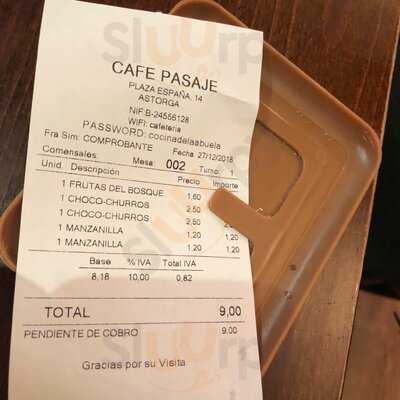 CAFE PASAJE
PLAZA ESPAÑA, 14
ASTORGA
NIF:B-24556128
WIFI: cafeteria
PASSWORD: cocinadelaabuela
Fra Sim: COMPROBANTE Fecha 27/12/2018
Comensales: Mesa: 002 Turno: 1
Unid. Descripción Precio Importe
1 FRUTAS DEL BOSQUE 1,60
1 CHOCO-CHURROS 2,50
1 CHOCO-CHURROS 2,50 2,50
1 MANZANILLA 1,20 1,20
1 MANZANILLA 1,20 1,20
Base % IVA Total IVA
8,18 10,00 0,82
TOTAL 9,00
PENDIENTE DE COBRO 9,00
Gracias por su Visita